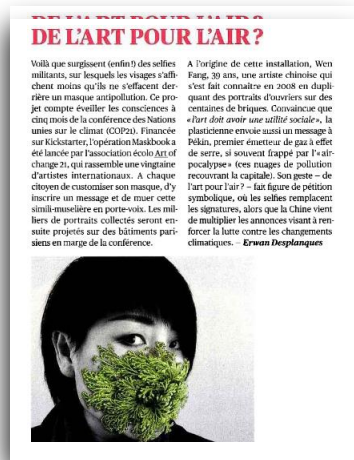 DE L'ART POUR L'AIR ?
DE L'ART POUR L'AIR ?
Voilà que surgissent (enfin !) des selfies
militants, sur lesquels les visages s'affi-
chent moins qu'ils ne s'effacent der-
rière un masque antipollution. Ce pro-
jet compte éveiller les consciences à
cinq mois de la conférence des Nations
unies sur le climat (COP21). Financée
sur Kickstarter, l'opération Maskbook a
été lancée par l'association écolo Art of
change 21, qui rassemble une vingtaine
d'artistes internationaux. A chaque
citoyen de customiser son masque, d'y
inscrire un message et de muer cette
simili-muselière en porte-voix. Les mil-
liers de portraits collectés seront en-
suite projetés sur des bâtiments pari-
siens en marge de la conférence.
A l'origine de cette installation, Wen
Fang, 39 ans, une artiste chinoise qui
s'est fait connaître en 2008 en dupli-
quant des portraits d'ouvriers sur des
centaines de briques. Convaincue que
«l'art doit avoir une utilité sociale», la
plasticienne envoie aussi un message à
Pékin, premier émetteur de gaz à effet
de serre, si souvent frappé par l'«air-
pocalypse» (ces nuages de pollution
recouvrant la capitale). Son geste – de
l'art pour l'air ? – fait figure de pétition
symbolique, où les selfies remplacent
les signatures, alors que la Chine vient
de multiplier les annonces visant à ren-
forcer la lutte contre les changements
climatiques. – Erwan Desplanques